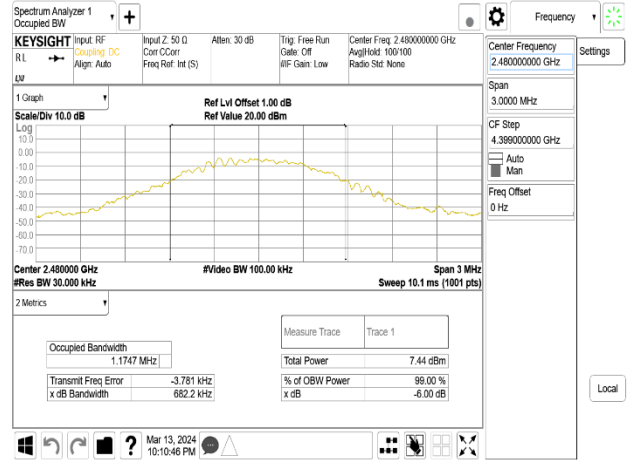 Spectrum Analyzer 1
Occupied BW
Frequency
KEYSIGHT
RL
Input: RF
Coupling: DC
Align: Auto
Input Z: 50 Ω
Corr CCorr
Freq Ref: Int (S)
Atten: 30 dB
Trig: Free Run
Gate: Off
#IF Gain: Low
Center Freq: 2.480000000 GHz
Avg|Hold: 100/100
Radio Std: None
Center Frequency
2.480000000 GHz
Settings
Span
3.0000 MHz
CF Step
4.399000000 GHz
Auto
Man
Freq Offset
0 Hz
1 Graph
Scale/Div 10.0 dB
Ref Lvl Offset 1.00 dB
Ref Value 20.00 dBm
Log
10.0
0.00
-10.0
-20.0
-30.0
-40.0
-50.0
-60.0
-70.0
Center 2.480000 GHz
#Res BW 30.000 kHz
#Video BW 100.00 kHz
Span 3 MHz
Sweep 10.1 ms (1001 pts)
2 Metrics
Measure Trace Trace 1
Occupied Bandwidth
1.1747 MHz
Total Power 7.44 dBm
Transmit Freq Error -3.781 kHz
% of OBW Power 99.00 %
x dB Bandwidth 682.2 kHz
x dB -6.00 dB
Local
Mar 13, 2024
10:10:46 PM